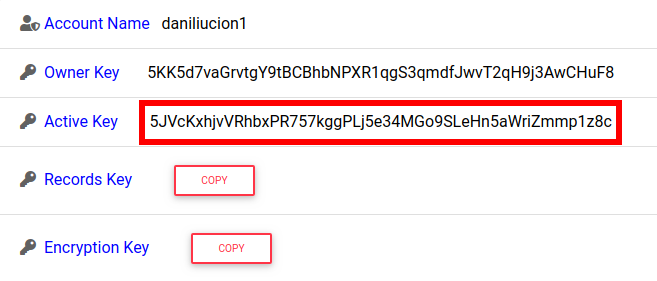 Account Name daniliucion1
Owner Key 5KK5d7vaGrvtgY9tBCBhbNPXR1qgS3qmdfJwvT2qH9j3AwCHuF8
Active Key 5JVcKxhjvVRhbxPR757kggPLj5e34MGo9SLeHn5aWriZmmp1z8c
Records Key COPY
Encryption Key COPY